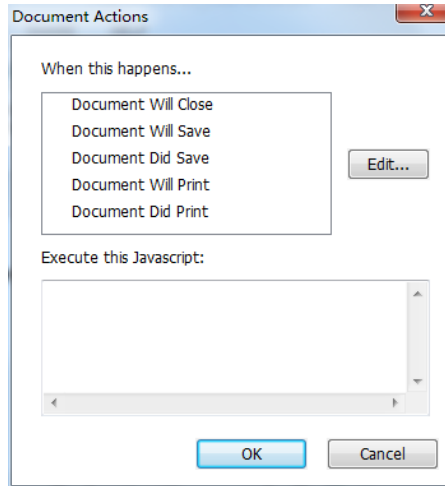 Document Actions
When this happens...
Document Will Close
Document Will Save
Document Did Save
Document Will Print
Document Did Print
Edit...
Execute this Javascript:
OK
Cancel